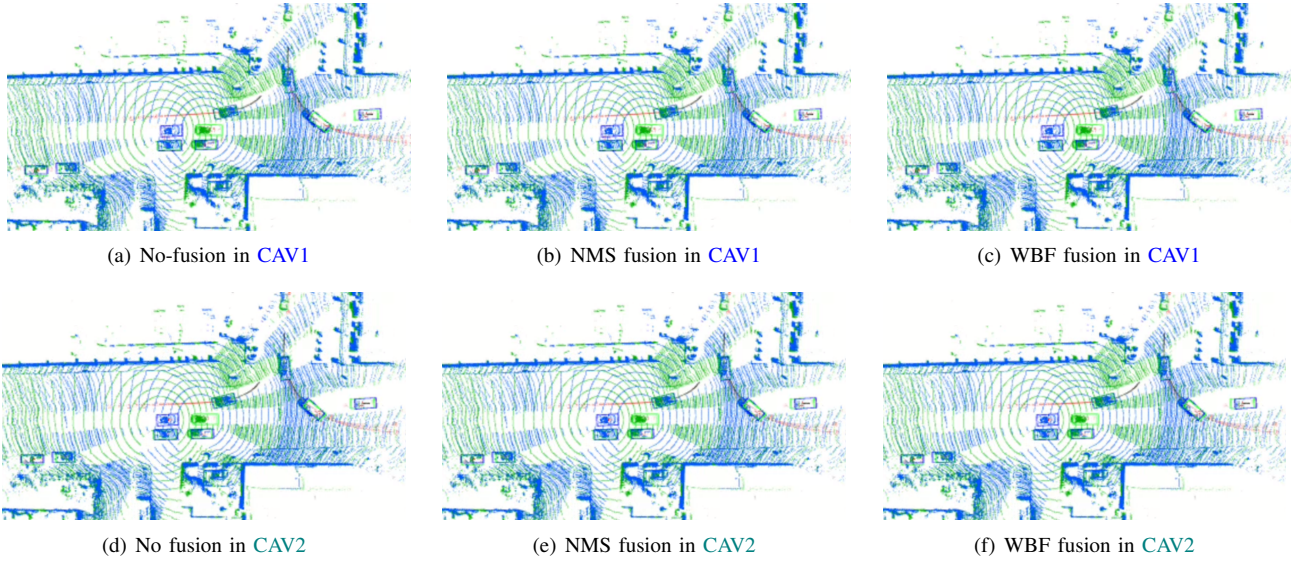 (a) No-fusion in CAV1
(b) NMS fusion in CAV1
(c) WBF fusion in CAV1
(d) No fusion in CAV2
(e) NMS fusion in CAV2
(f) WBF fusion in CAV2